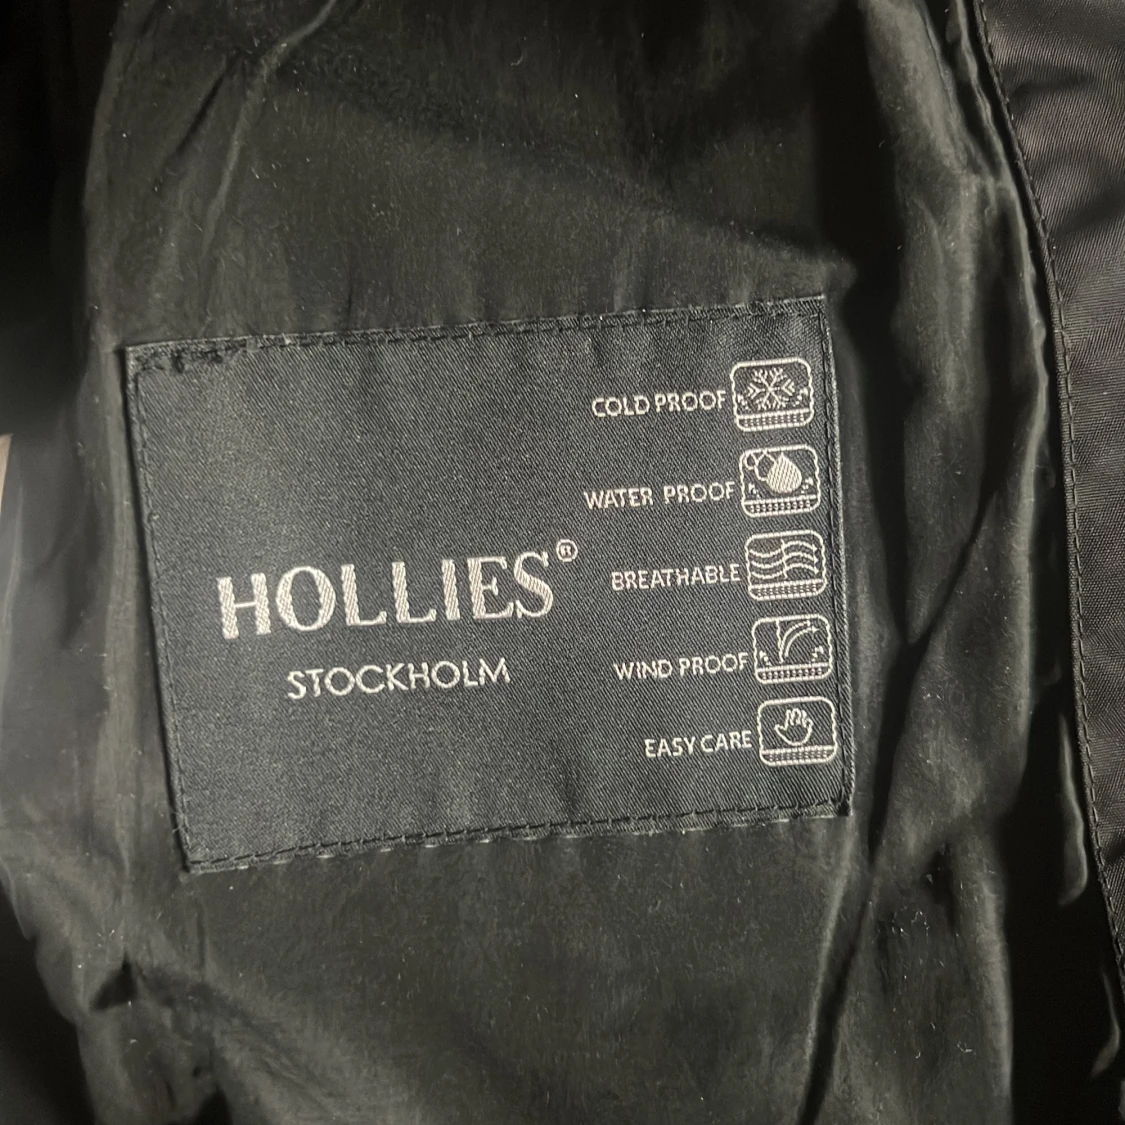 HOLLIES®
STOCKHOLM
COLD PROOF
WATER PROOF
BREATHABLE
WIND PROOF
EASY CARE